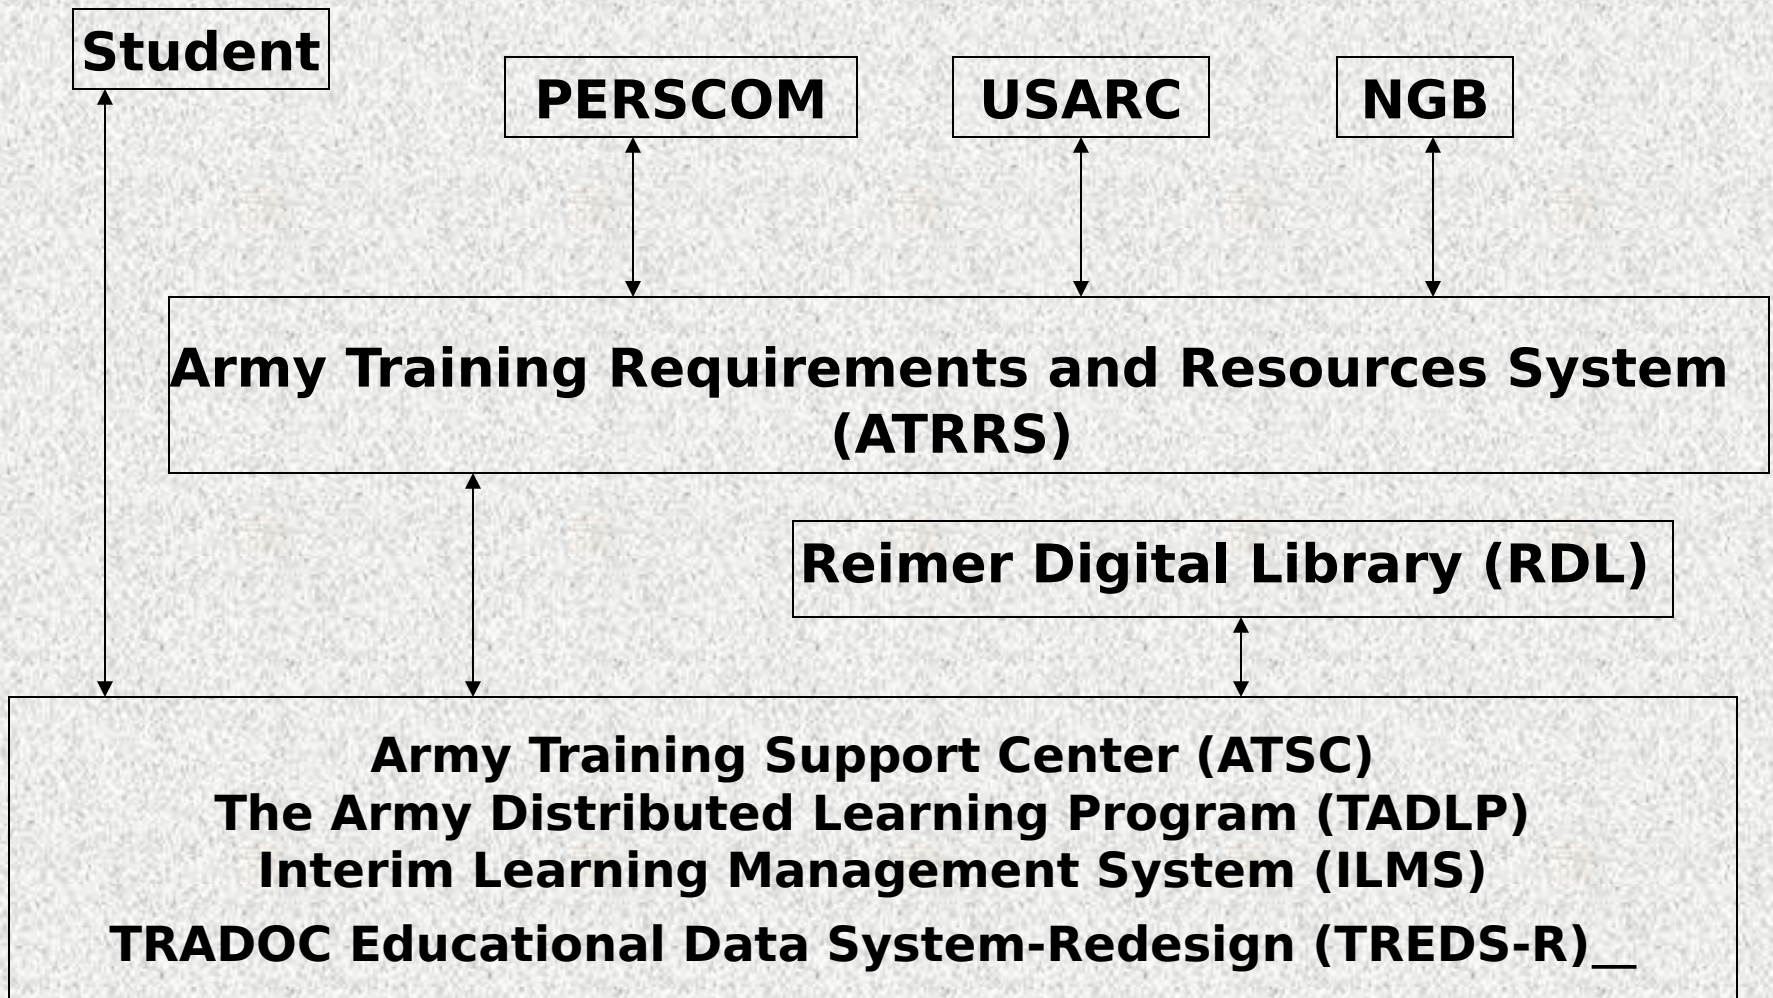 Student
PERSCOM
USARC
NGB
Army Training Requirements and Resources System
(ATRRS)
Reimer Digital Library (RDL)
Army Training Support Center (ATSC)
The Army Distributed Learning Program (TADLP)
Interim Learning Management System (ILMS)
TRADOC Educational Data System-Redesign (TREDS-R)__